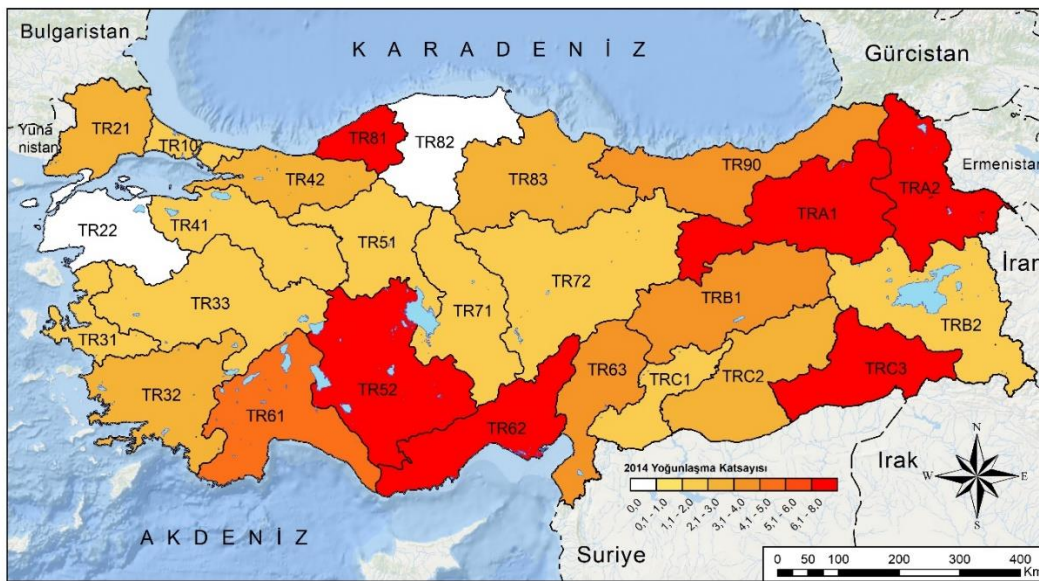 Bulgaristan
K A R A D E N İ Z
Gürcistan
Yuna
nistan
TR21
TR10
TR81
TR82
TR42
TR83
TR90
TRA2
Ermenistan
TRA1
TR22
TR41
TR51
TR72
İran
TR33
TR71
TRB1
TRB2
TR31
TR32
TR61
TR52
TR62
TR63
TRC1
TRC2
TRC3
2014 Yoğunlaşma Katsayısı
0,0
0,1 - 1,0
1,1 - 2,0
2,1 - 3,0
3,1 - 4,0
4,1 - 5,0
5,1 - 6,0
6,1 - 8,0
Irak
N
W
E
S
A K D E N İ Z
Suriye
0 50 100 200 300 400
Km